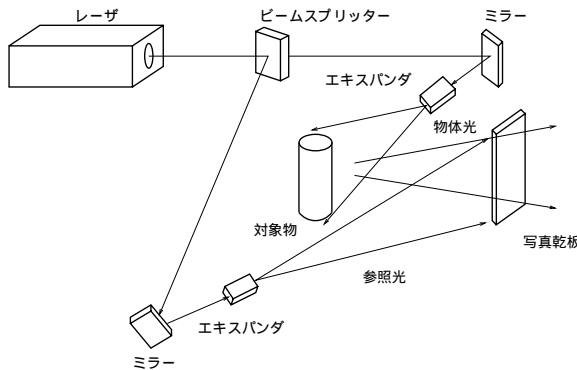 レーザ
ビームスプリッター
ミラー
エキスパンダ
物体光
対象物
写真乾板
参照光
エキスパンダ
ミラー